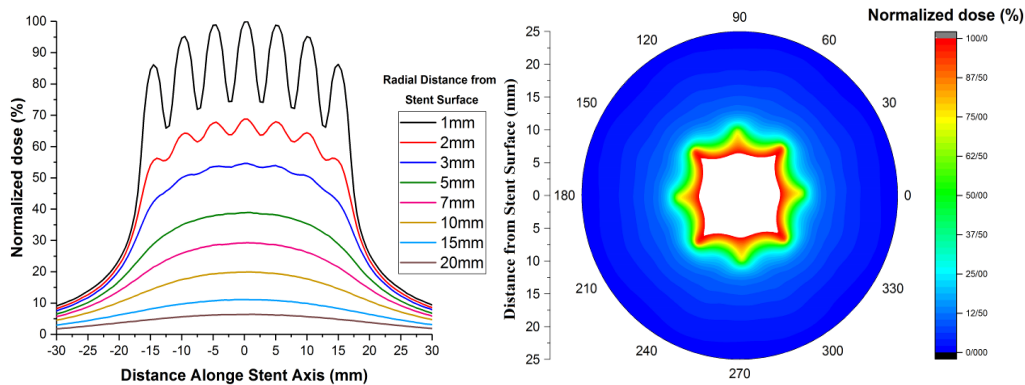 100
90
80
70
60
50
40
30
20
10
0
Normalized dose (%)
-30 -25 -20 -15 -10 -5 0 5 10 15 20 25 30
Distance Alonge Stent Axis (mm)
Radial Distance from
Stent Surface
1mm
2mm
3mm
5mm
7mm
10mm
15mm
20mm
Distance from Stent Surface (mm)
25
20
15
10
5
0
5
10
15
20
25
90
60
30
0
330
300
270
240
210
180
150
120
Normalized dose (%)
100/0
87/50
75/00
62/50
50/00
37/50
25/00
12/50
0/000